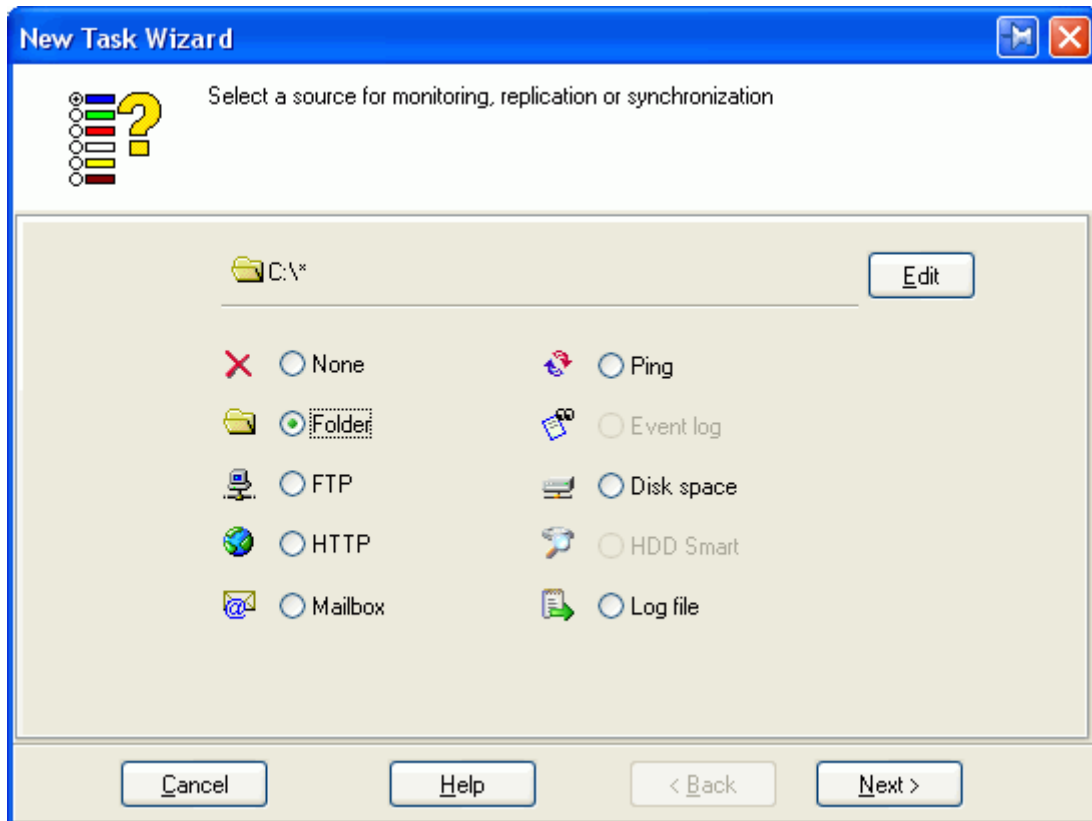 New Task Wizard
Select a source for monitoring, replication or synchronization
C:\*
Edit
None
Ping
Folder
Event log
FTP
Disk space
HTTP
HDD Smart
Mailbox
Log file
Cancel
Help
< Back
Next >